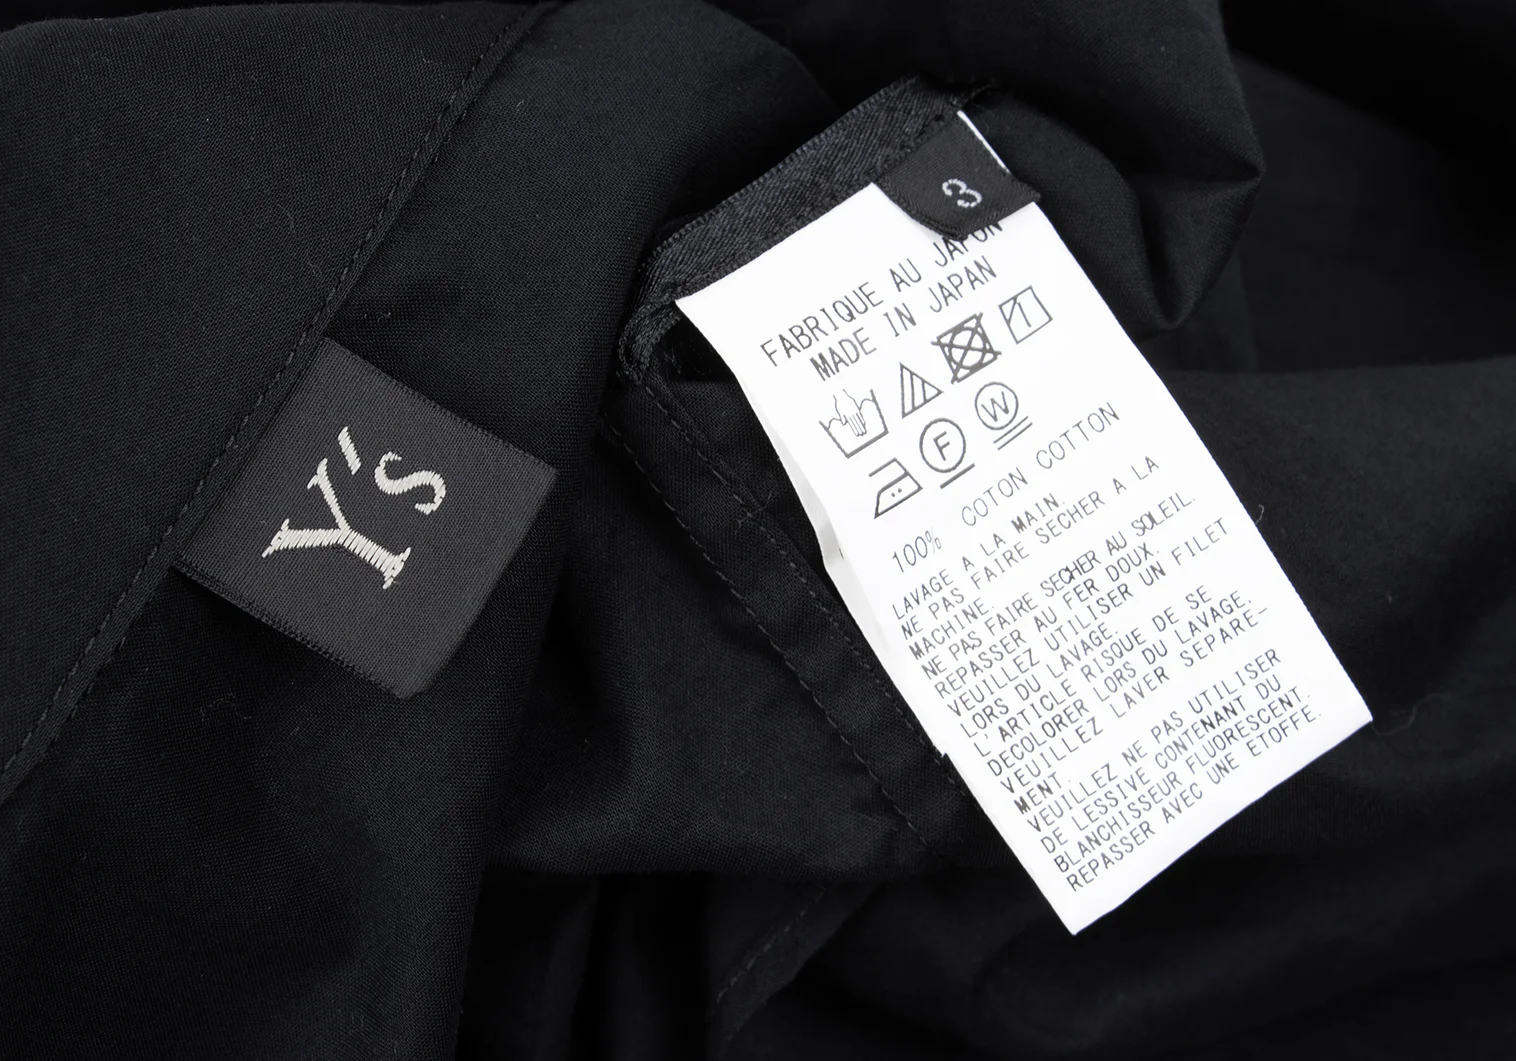 Y's
3
FABRIQUE AU JAPON
MADE IN JAPAN
F
W
100% COTON COTTON
LAVAGE A LA MAIN.
NE PAS FAIRE SECHER A LA
MACHINE.
NE PAS FAIRE SECHER AU SOLEIL.
REPASSER AU FER DOUX.
VEUILLEZ UTILISER UN FILET
LORS DU LAVAGE.
L'ARTICLE RISQUE DE SE
DECOLORER LORS DU LAVAGE.
VEUILLEZ LAVER SEPARE-
MENT.
VEUILLEZ NE PAS UTILISER
DE LESSIVE CONTENANT DU
BLANCHISSEUR FLUORESCENT.
REPASSER AVEC UNE ETOFFE.